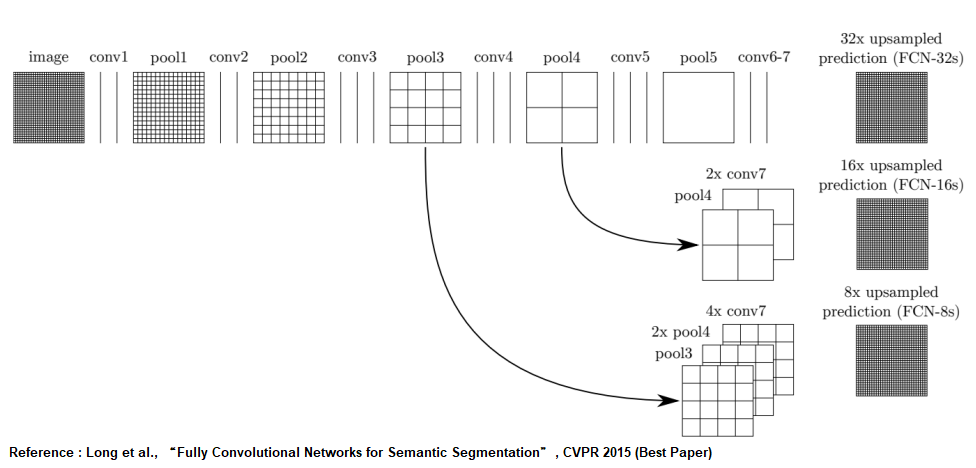 image conv1 pool1 conv2 pool2 conv3 pool3 conv4 pool4 conv5 pool5 conv6-7
32x upsampled
prediction (FCN-32s)
2x conv7
pool4
16x upsampled
prediction (FCN-16s)
4x conv7
2x pool4
pool3
8x upsampled
prediction (FCN-8s)
Reference : Long et al., “Fully Convolutional Networks for Semantic Segmentation” , CVPR 2015 (Best Paper)